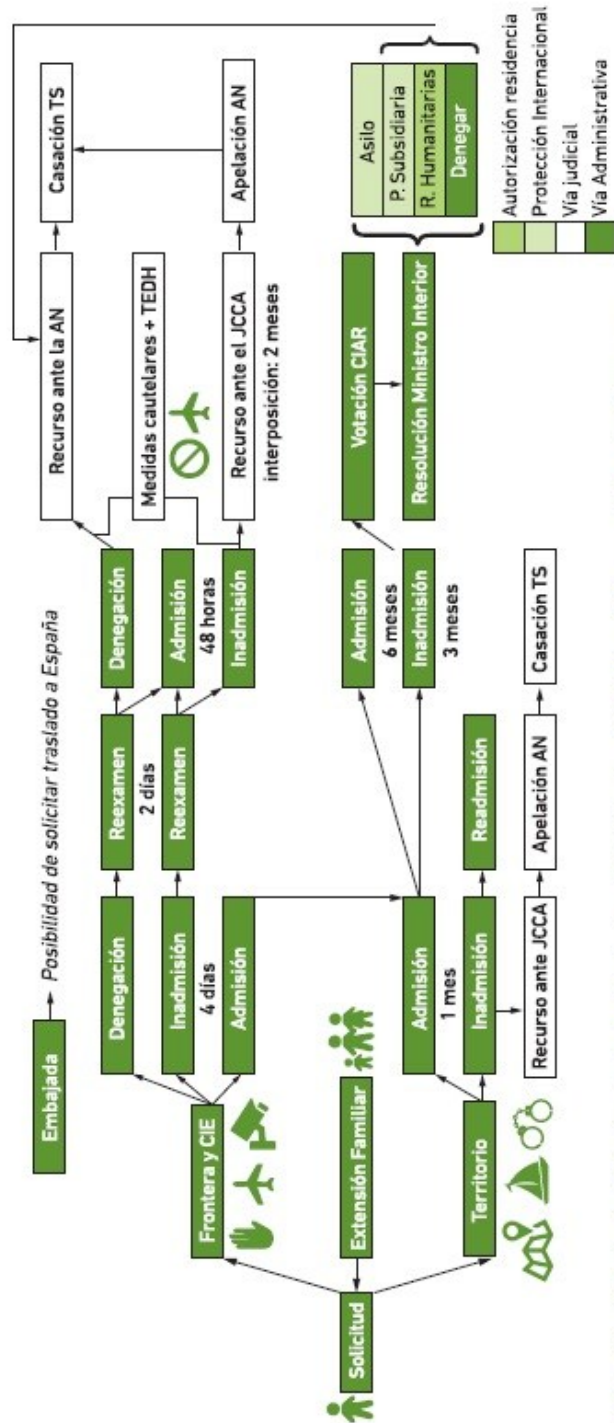 Embajada
Posibilidad de solicitar traslado a España
Solicitud
Frontera y CIE
Extensión Familiar
Territorio
Denegación
Inadmisión
4 días
Admisión
Reexamen
2 días
Reexamen
Denegación
Admisión
48 horas
Inadmisión
Recurso ante la AN
Casación TS
Medidas cautelares + TEDH
Recurso ante el JCCA
interposición: 2 meses
Apelación AN
Admisión
1 mes
Inadmisión
Readmisión
Recurso ante JCCA
Apelación AN
Casación TS
Admisión
6 meses
Inadmisión
3 meses
Votación CIAR
Resolución Ministro Interior
Asilo
P. Subsidiaria
R. Humanitarias
Denegar
Autorización residencia
Protección Internacional
Vía judicial
Vía Administrativa